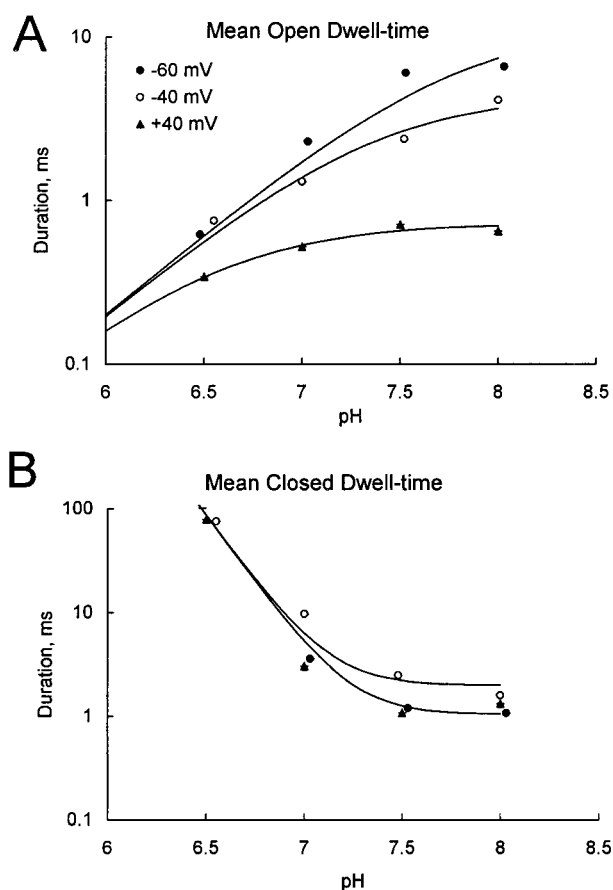 A
Mean Open Dwell-time
10
-60 mV
-40 mV
+40 mV
1
Duration, ms
0.1
6
6.5
7
7.5
8
8.5
pH
B
Mean Closed Dwell-time
100
10
Duration, ms
1
0.1
6
6.5
7
7.5
8
8.5
pH